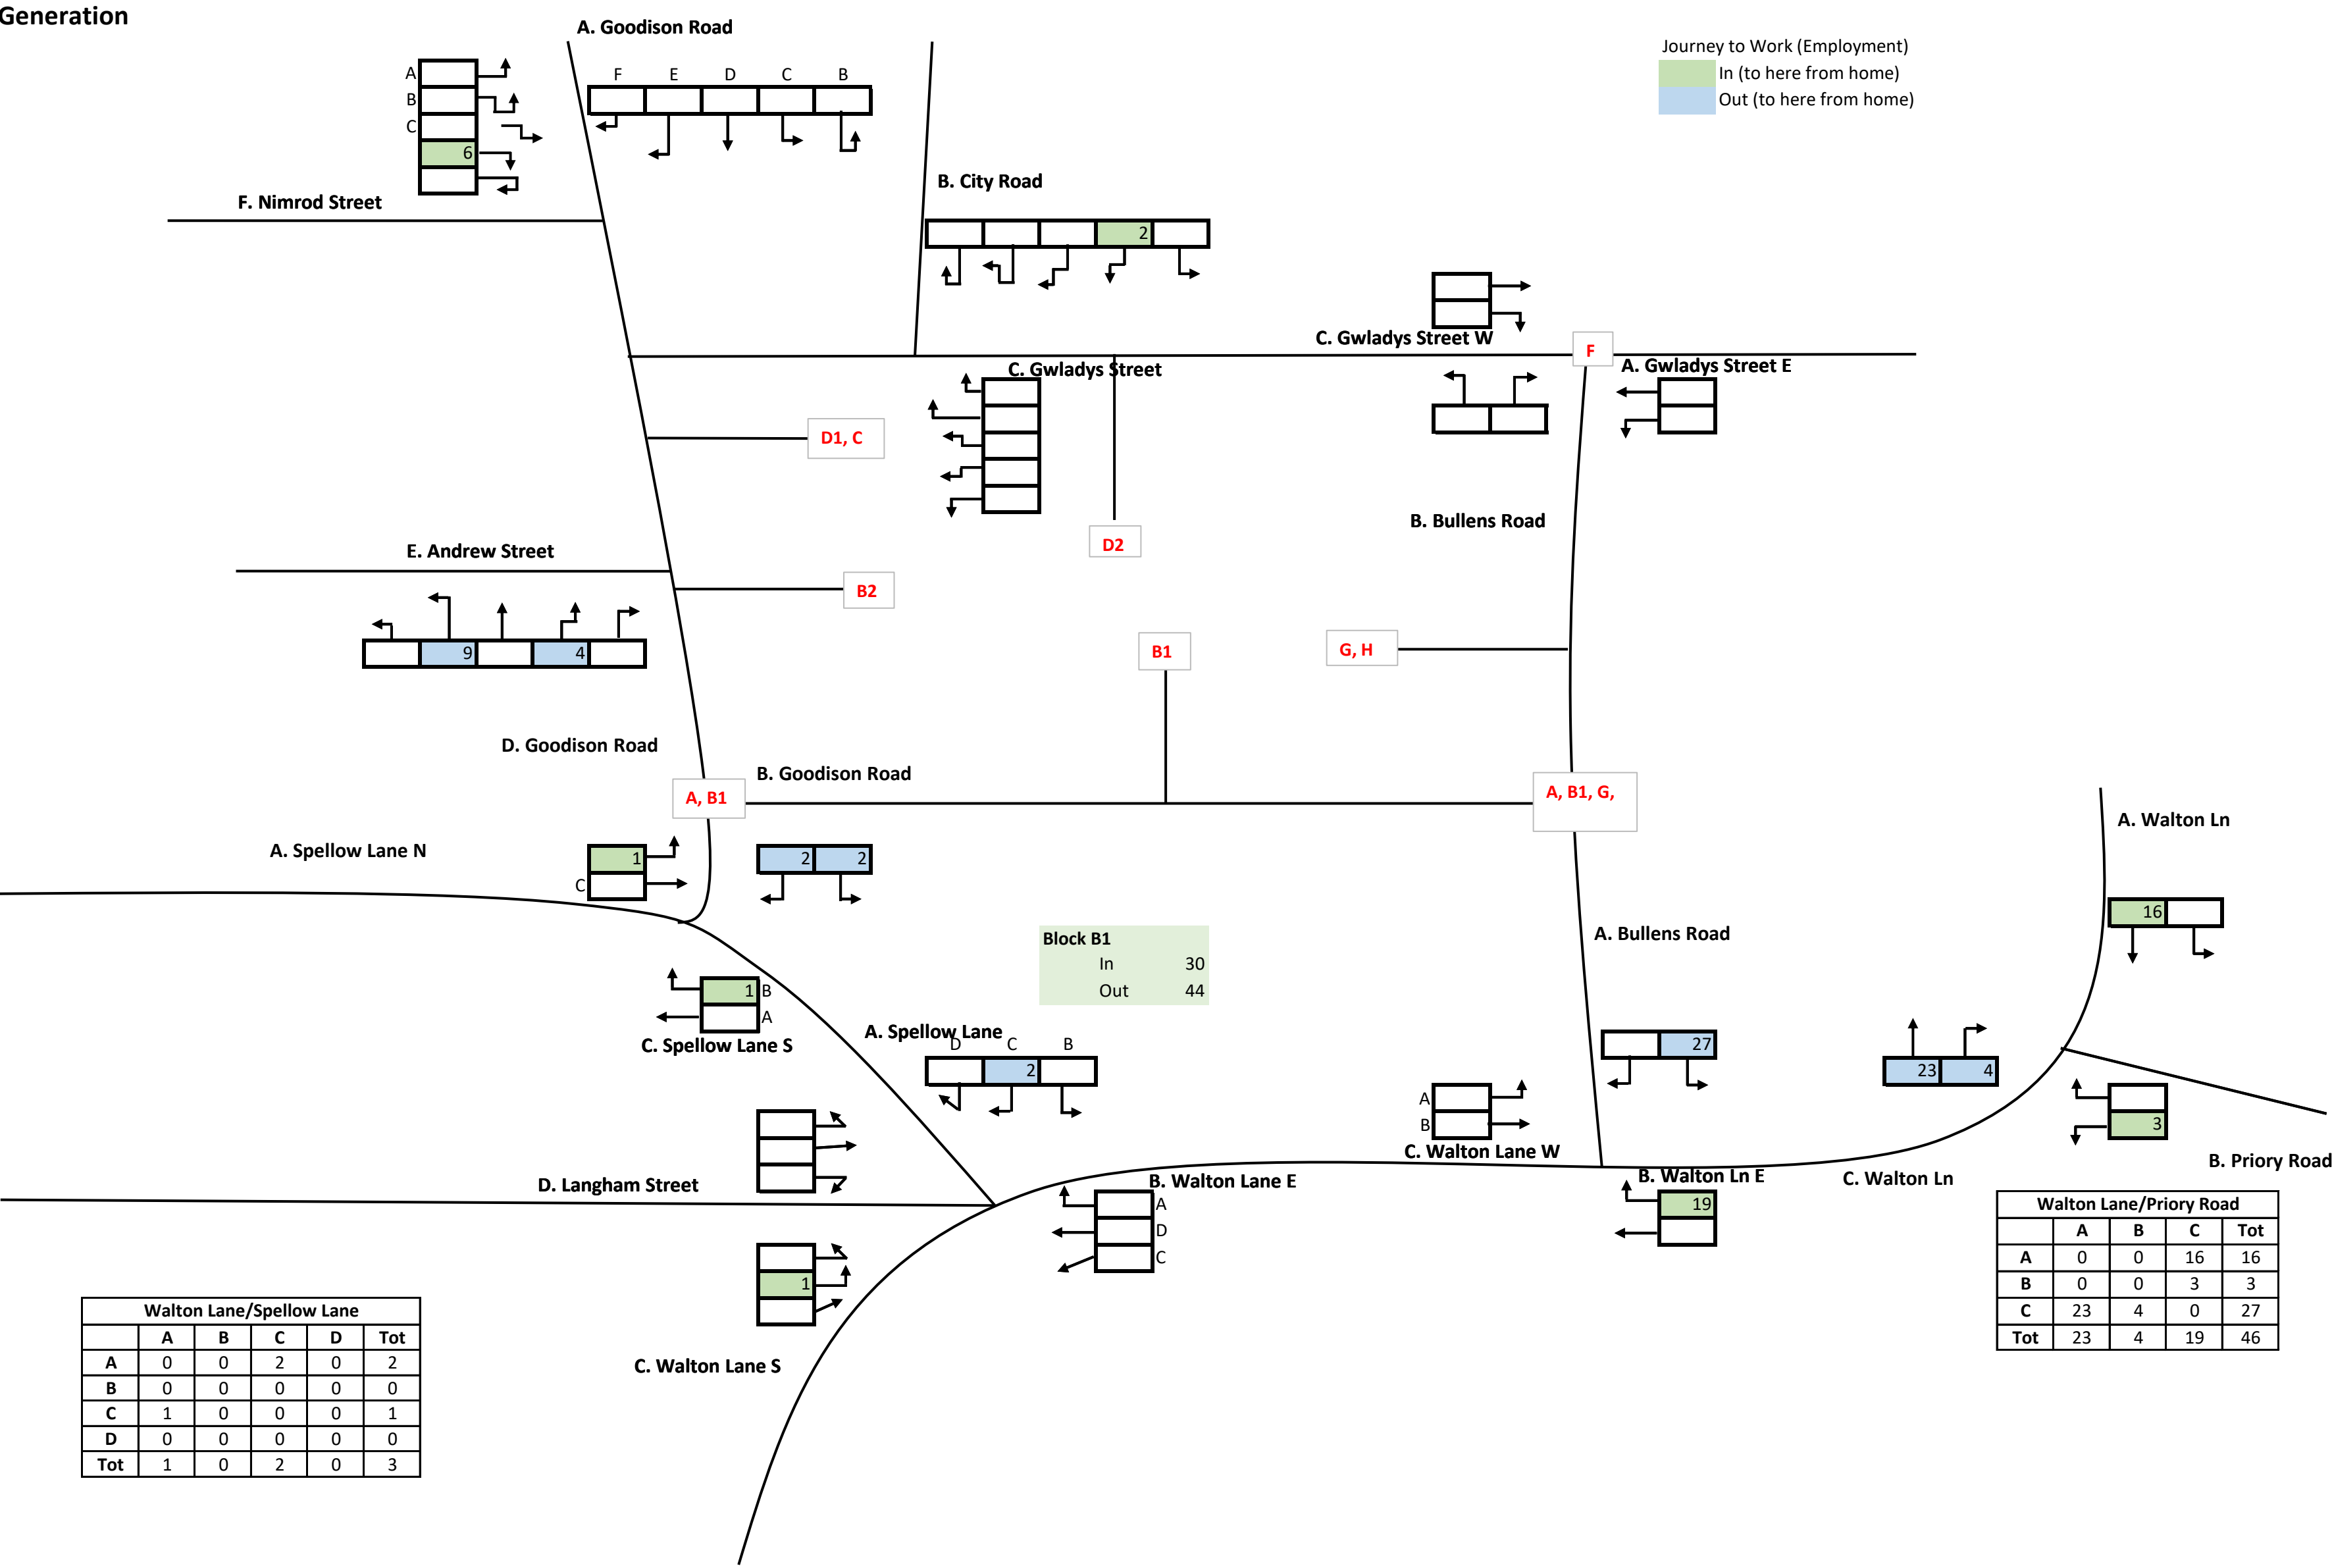 Generation
A. Goodison Road
Journey to Work (Employment)
In (to here from home)
Out (to here from home)
A
B
C
6
F E D C B
B. City Road
F. Nimrod Street
2
C. Gwladys Street W
F
A. Gwladys Street E
C. Gwladys Street
D1, C
B. Bullens Road
D2
E. Andrew Street
B2
9 4
B1
G, H
D. Goodison Road
B. Goodison Road
A, B1
A, B1, G,
A. Walton Ln
A. Spellow Lane N
1
C
2 2
16
A. Bullens Road
Block B1
In 30
Out 44
1 B
A
C. Spellow Lane S
A. Spellow Lane
D C B
2
27
23 4
A
B
C. Walton Lane W
3
B. Priory Road
D. Langham Street
B. Walton Lane E
A
D
C
B. Walton Ln E
19
C. Walton Ln
1
C. Walton Lane S
Walton Lane/Priory Road
A B C Tot
A 0 0 16 16
B 0 0 3 3
C 23 4 0 27
Tot 23 4 19 46
Walton Lane/Spellow Lane
A B C D Tot
A 0 0 2 0 2
B 0 0 0 0 0
C 1 0 0 0 1
D 0 0 0 0 0
Tot 1 0 2 0 3